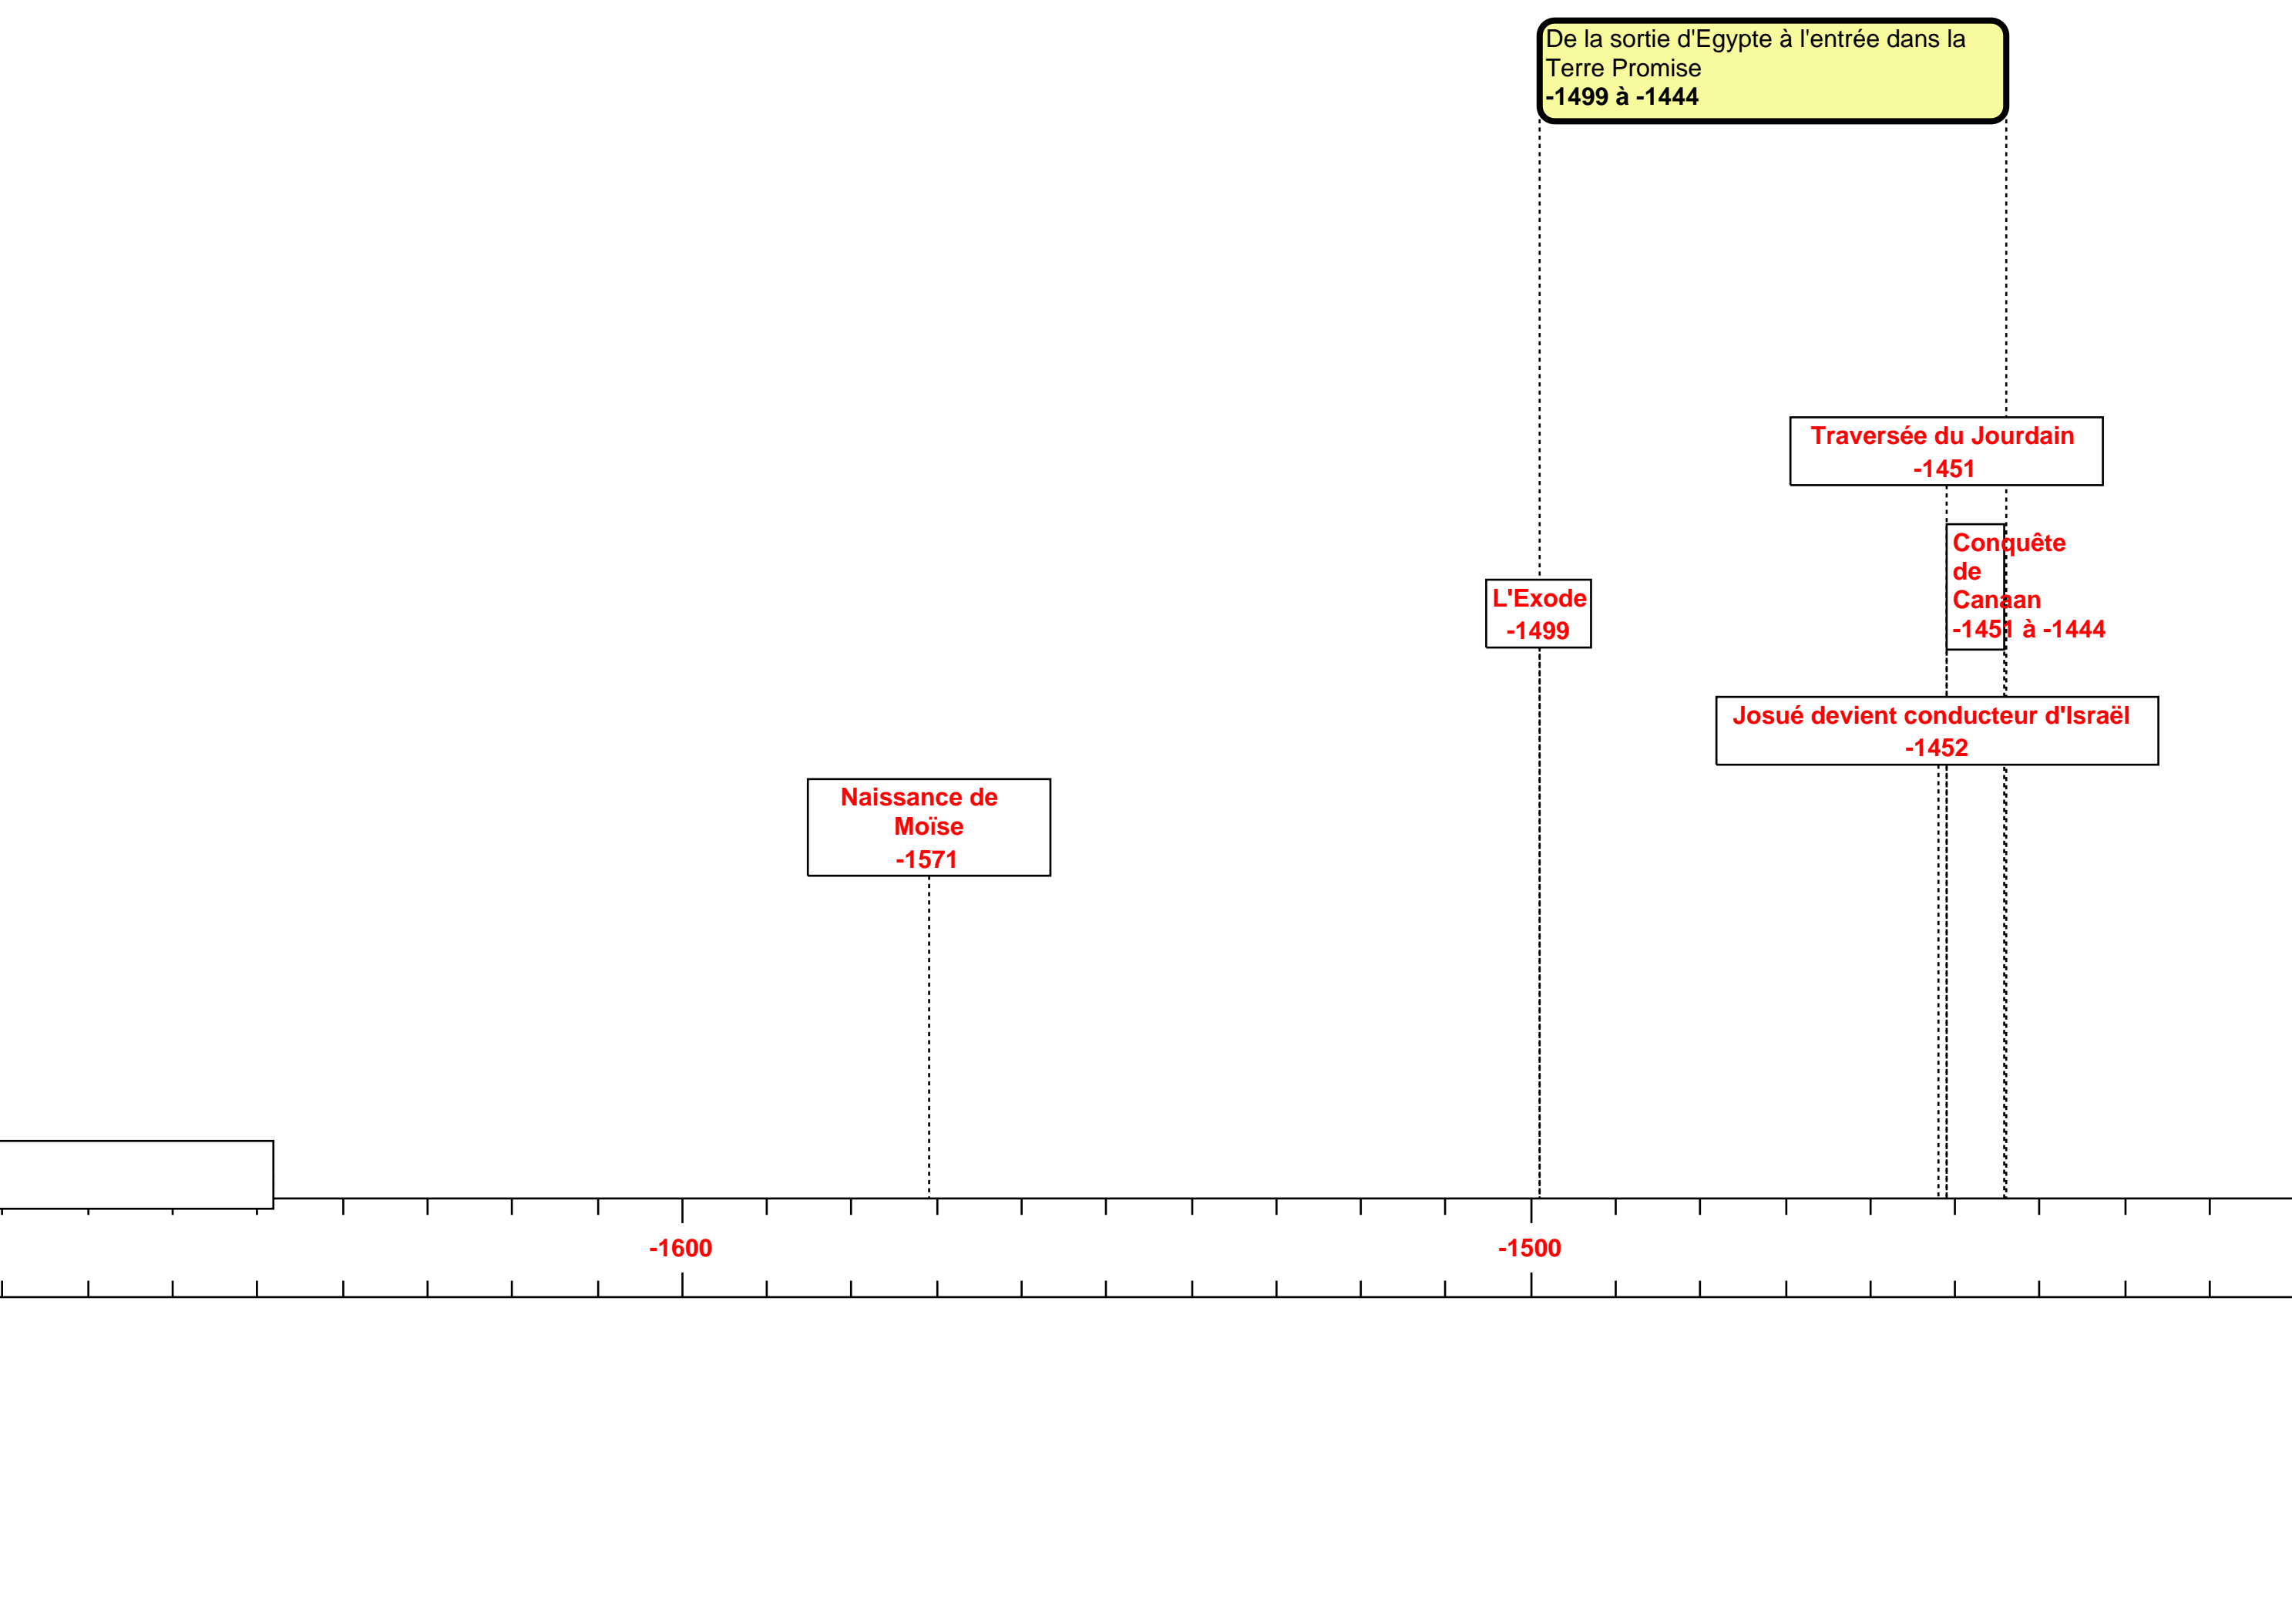 De la sortie d'Egypte à l'entrée dans la
Terre Promise
-1499 à -1444
Traversée du Jourdain
-1451
Conquête
de
Canaan
-1451 à -1444
L'Exode
-1499
Josué devient conducteur d'Israël
-1452
Naissance de
Moïse
-1571
-1600
-1500